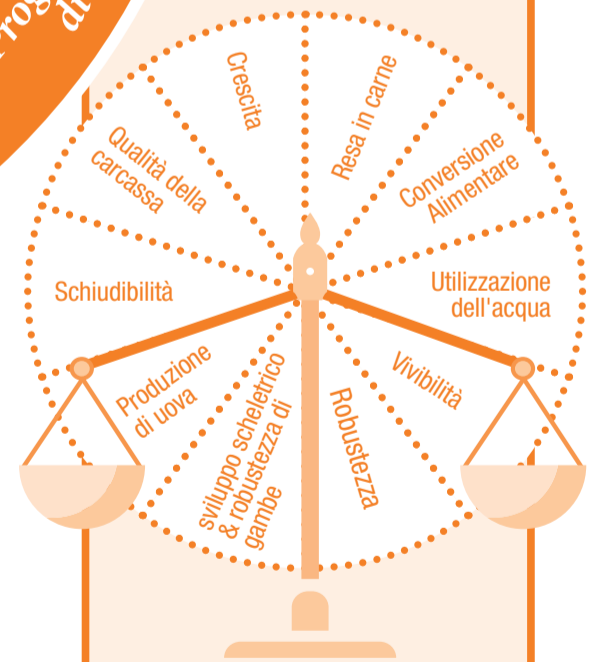 di
Crescita
Resa in carne
Qualità della
carcassa
Conversione
Alimentare
Schiudibilità
Utilizzazione
dell'acqua
Produzione
di uova
sviluppo scheletrico
& robustezza di
gambe
Robustezza
Vivibilità